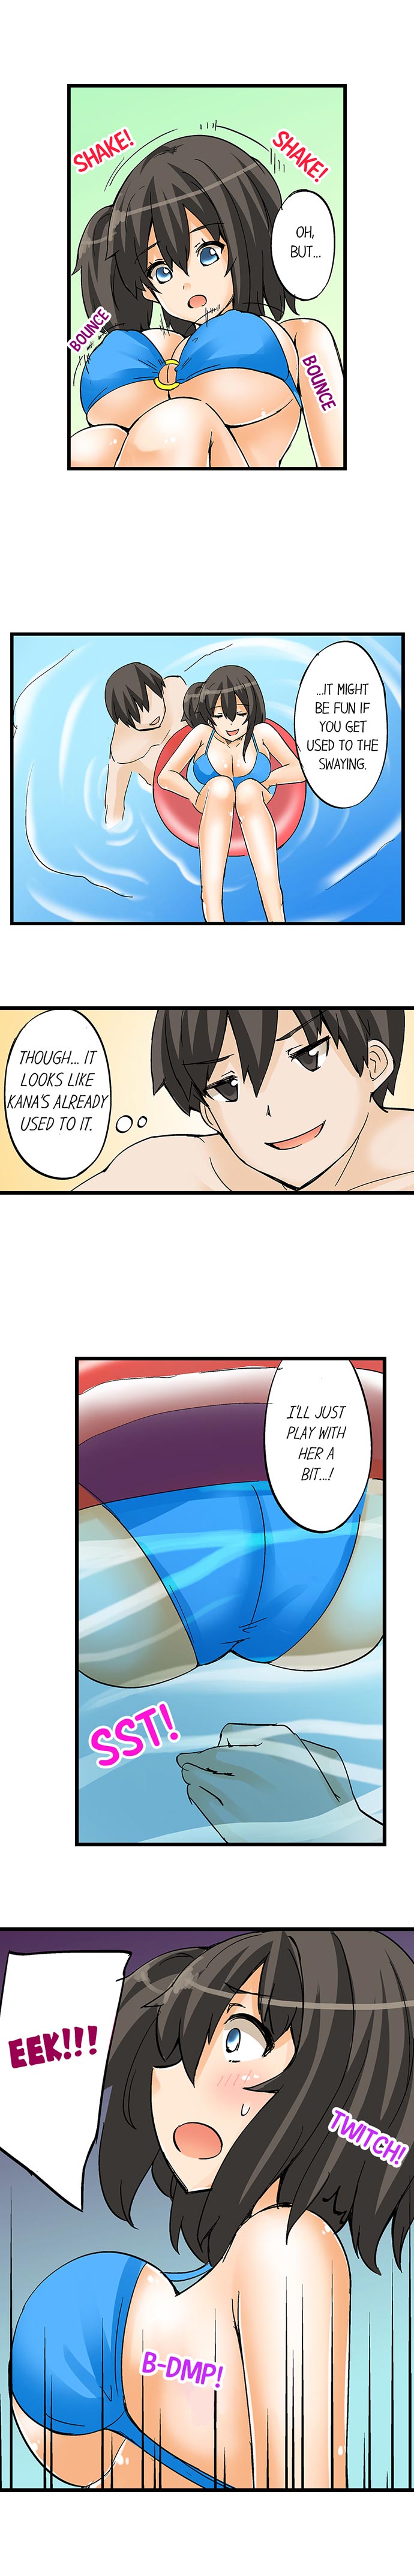 SHAKE!
SHAKE!
OH,
BUT...
BOUNCE
BOUNCE
...IT MIGHT
BE FUN IF
YOU GET
USED TO THE
SWAYING.
THOUGH... IT
LOOKS LIKE
KANA'S ALREADY
USED TO IT.
I'LL JUST
PLAY WITH
HER A
BIT...!
SST!
EEK!!!
TWITCH!
B-DMP!